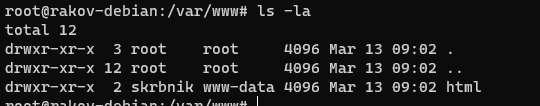 root@rakov-debian:/var/www# ls -la
total 12
drwxr-xr-x  3 root    root     4096 Mar 13 09:02 .
drwxr-xr-x 12 root    root     4096 Mar 13 09:02 ..
drwxr-xr-x  2 skrbnik www-data 4096 Mar 13 09:02 html
root@rakov-debian:/var/www#